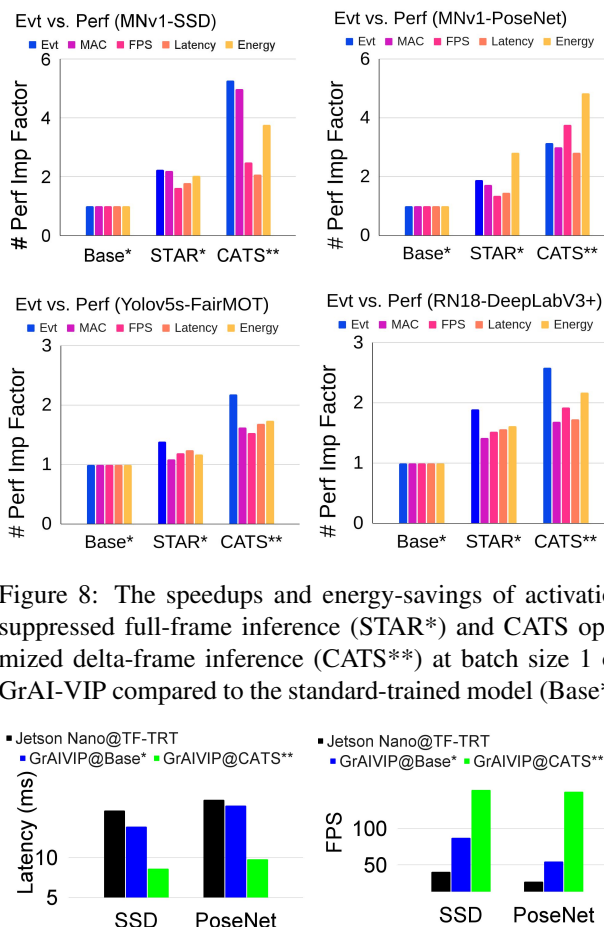 Evt vs. Perf (MNv1-SSD)
Evt MAC FPS Latency Energy
# Perf Imp Factor
6
4
2
0
Base* STAR* CATS**
Evt vs. Perf (MNv1-PoseNet)
Evt MAC FPS Latency Energy
# Perf Imp Factor
6
4
2
0
Base* STAR* CATS**
Evt vs. Perf (Yolov5s-FairMOT)
Evt MAC FPS Latency Energy
# Perf Imp Factor
3
2
1
0
Base* STAR* CATS**
Evt vs. Perf (RN18-DeepLabV3+)
Evt MAC FPS Latency Energy
# Perf Imp Factor
3
2
1
0
Base* STAR* CATS**
Figure 8: The speedups and energy-savings of activatio
suppressed full-frame inference (STAR*) and CATS op
mized delta-frame inference (CATS**) at batch size 1
GrAI-VIP compared to the standard-trained model (Base*
Jetson Nano@TF-TRT
GrAIVIP@Base* GrAIVIP@CATS**
Latency (ms)
10
5
SSD PoseNet
Jetson Nano@TF-TRT
GrAIVIP@Base* GrAIVIP@CATS**
FPS
100
50
SSD PoseNet